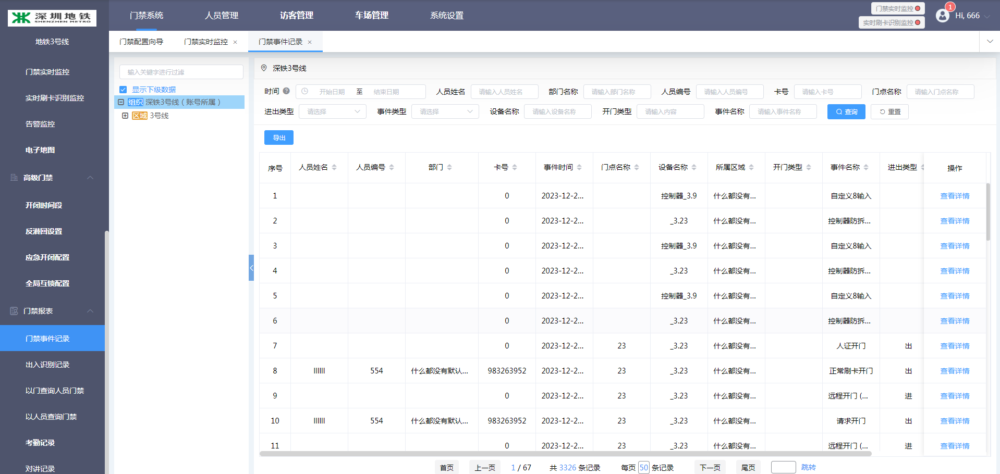 深圳地铁
SHENZHEN METRO
门禁系统 人员管理 访客管理 车场管理 系统设置
门禁实时监控
实时刷卡识别监控
1
Hi, 666
地铁3号线
门禁配置向导 门禁实时监控 × 门禁事件记录 ×
门禁实时监控
实时刷卡识别监控
告警监控
电子地图
高级门禁
开闭时间段
反潜回设置
应急开闭配置
全局互锁配置
门禁报表
门禁事件记录
出入识别记录
以门查询人员门禁
以人员查询门禁
考勤记录
对讲记录
输入关键字进行过滤
显示下级数据
组织 深铁3号线（账号所属）
区域 3号线
深铁3号线
时间 开始日期 至 结束日期 人员姓名 请输入人员姓名 部门名称 请输入部门名称 人员编号 请输入人员编号 卡号 请输入卡号 门点名称 请输入门点名称
进出类型 请选择 事件类型 请选择 设备名称 请输入设备名称 开门类型 请输入内容 事件名称 请输入事件名称 查询 重置
导出
序号 人员姓名 人员编号 部门 卡号 事件时间 门点名称 设备名称 所属区域 开门类型 事件名称 进出类型 操作
1 0 2023-12-2... 控制器_3.9 什么都没有... 自定义8输入 查看详情
2 0 2023-12-2... _3.23 什么都没有... 控制器防拆... 查看详情
3 0 2023-12-2... 控制器_3.9 什么都没有... 自定义8输入 查看详情
4 0 2023-12-2... _3.23 什么都没有... 控制器防拆... 查看详情
5 0 2023-12-2... 控制器_3.9 什么都没有... 自定义8输入 查看详情
6 0 2023-12-2... _3.23 什么都没有... 控制器防拆... 查看详情
7 0 2023-12-2... 23 _3.23 什么都没有... 人证开门 出 查看详情
8 llllll 554 什么都没有默认... 983263952 2023-12-2... 23 _3.23 什么都没有... 正常刷卡开门 出 查看详情
9 0 2023-12-2... 23 _3.23 什么都没有... 远程开门 (... 进 查看详情
10 llllll 554 什么都没有默认... 983263952 2023-12-2... 23 _3.23 什么都没有... 请求开门 出 查看详情
11 0 2023-12-2... 23 _3.23 什么都没有... 远程开门 (... 进 查看详情
首页 上一页 1 / 67 共 3326 条记录 每页 50 条记录 下一页 尾页 跳转